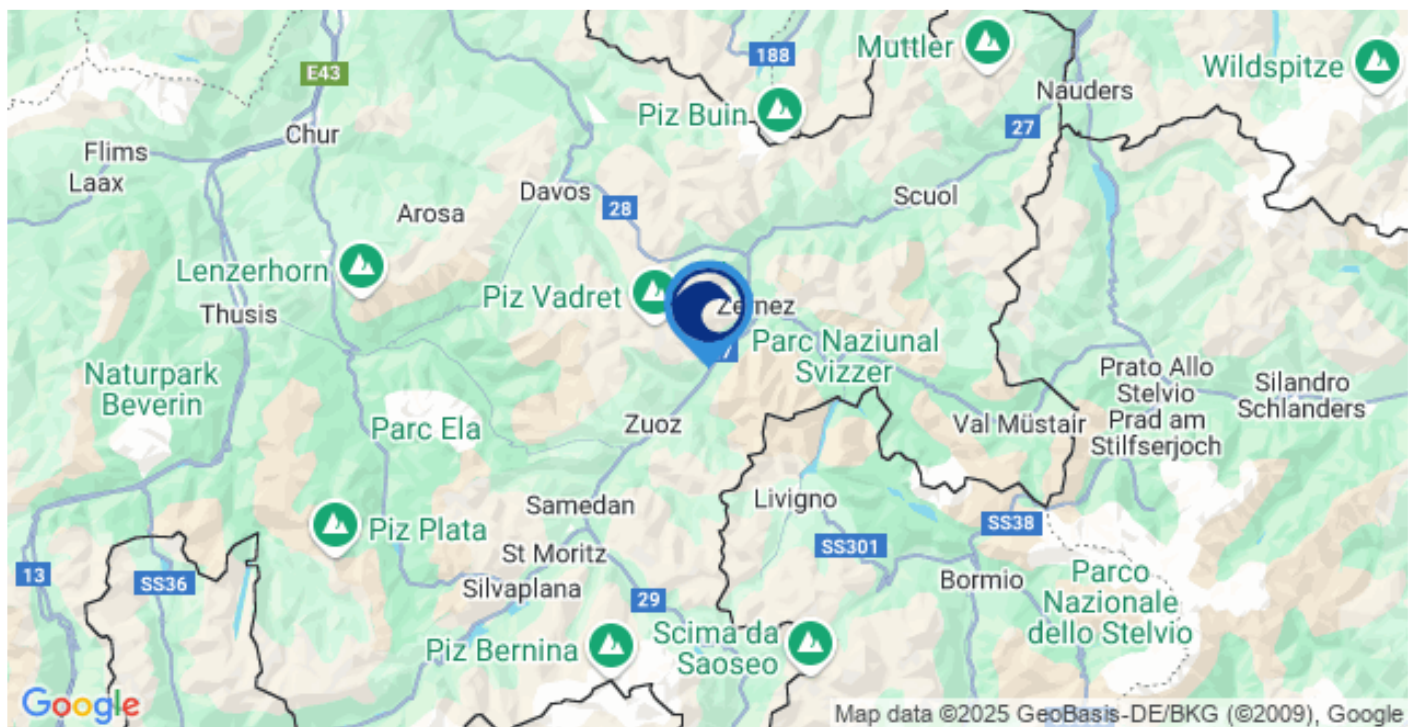 188
Muttler
Wildspitze
E43
Nauders
Piz Buin
27
Chur
Flims
Laax
Davos
28
Scuol
Arosa
Lenzerhorn
Piz Vadret
Zernez
Thusis
Parc Naziunal
Svizzer
Naturpark
Beverin
Prato Allo
Stelvio
Prad am
Stilfserjoch
Silandro
Schlanders
Parc Ela
Zuoz
Val Müstair
Samedan
Livigno
Piz Plata
SS38
St Moritz
SS301
13
SS36
Silvaplana
29
Bormio
Parco
Nazionale
dello Stelvio
Piz Bernina
Scima da
Saoseo
Google
Map data ©2025 GeoBasis-DE/BKG (©2009), Google